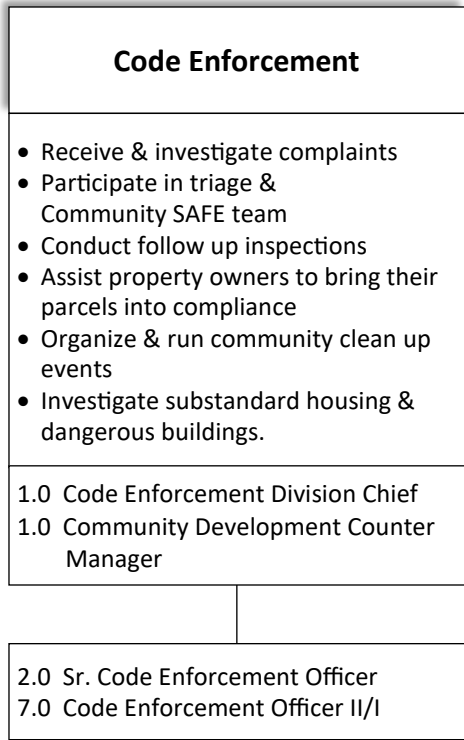 Code Enforcement
• Receive & investigate complaints
• Participate in triage &
Community SAFE team
• Conduct follow up inspections
• Assist property owners to bring their
parcels into compliance
• Organize & run community clean up
events
• Investigate substandard housing &
dangerous buildings.
1.0 Code Enforcement Division Chief
1.0 Community Development Counter
Manager
2.0 Sr. Code Enforcement Officer
7.0 Code Enforcement Officer II/I